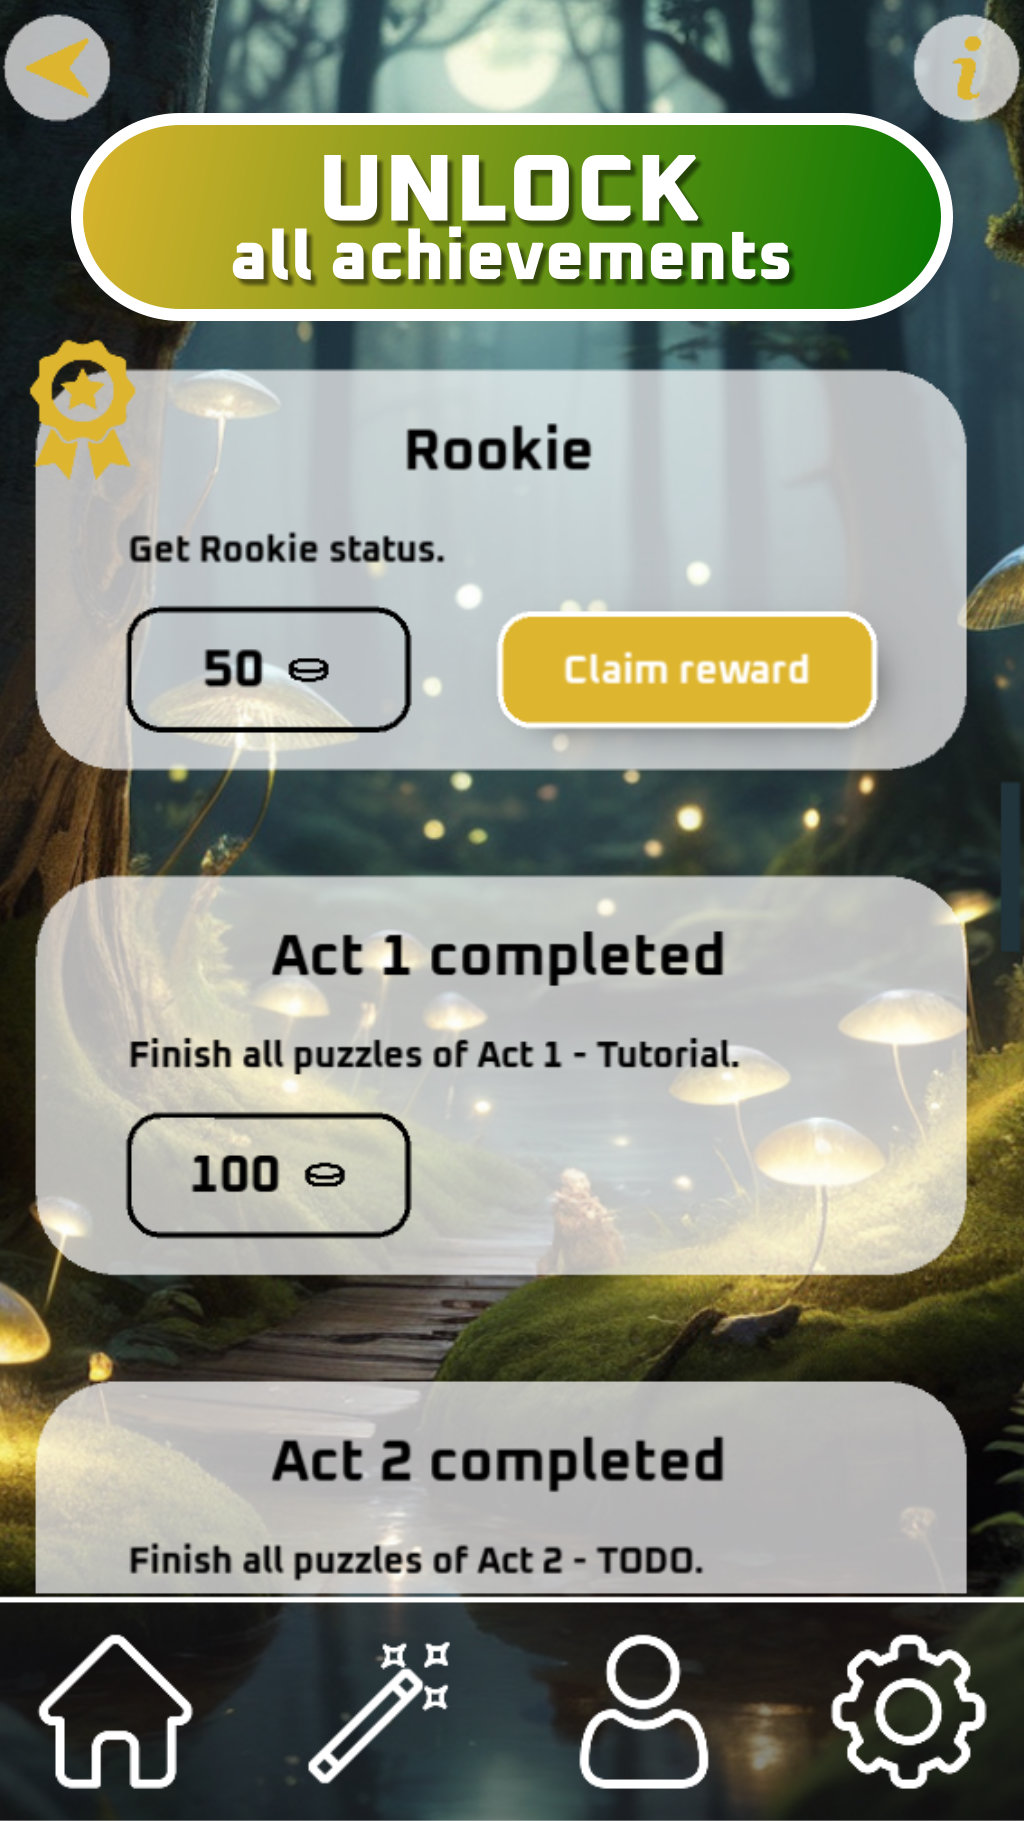 UNLOCK
all achievements
Rookie
Get Rookie status.
50
Claim reward
Act 1 completed
Finish all puzzles of Act 1 - Tutorial.
100
Act 2 completed
Finish all puzzles of Act 2 - TODO.